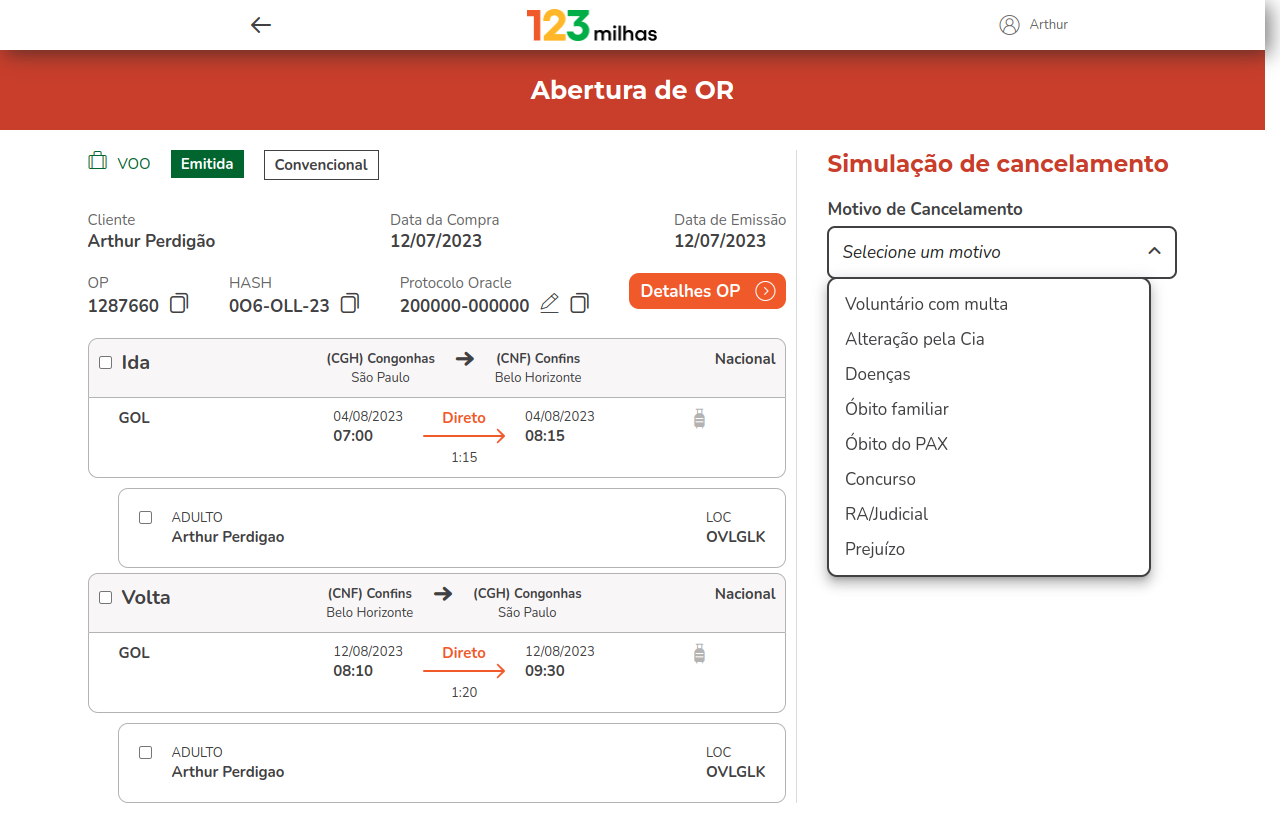 123 milhas
Arthur
Abertura de OR
VOO
Emitida
Convencional
Cliente
Arthur Perdigão
Data da Compra
12/07/2023
Data de Emissão
12/07/2023
OP
1287660
HASH
0O6-OLL-23
Protocolo Oracle
200000-000000
Detalhes OP
Ida
(CGH) Congonhas
São Paulo
(CNF) Confins
Belo Horizonte
Nacional
GOL
04/08/2023
07:00
Direto
1:15
04/08/2023
08:15
ADULTO
Arthur Perdigao
LOC
OVLGLK
Volta
(CNF) Confins
Belo Horizonte
(CGH) Congonhas
São Paulo
Nacional
GOL
12/08/2023
08:10
Direto
1:20
12/08/2023
09:30
ADULTO
Arthur Perdigao
LOC
OVLGLK
Simulação de cancelamento
Motivo de Cancelamento
Selecione um motivo
Voluntário com multa
Alteração pela Cia
Doenças
Óbito familiar
Óbito do PAX
Concurso
RA/Judicial
Prejuízo